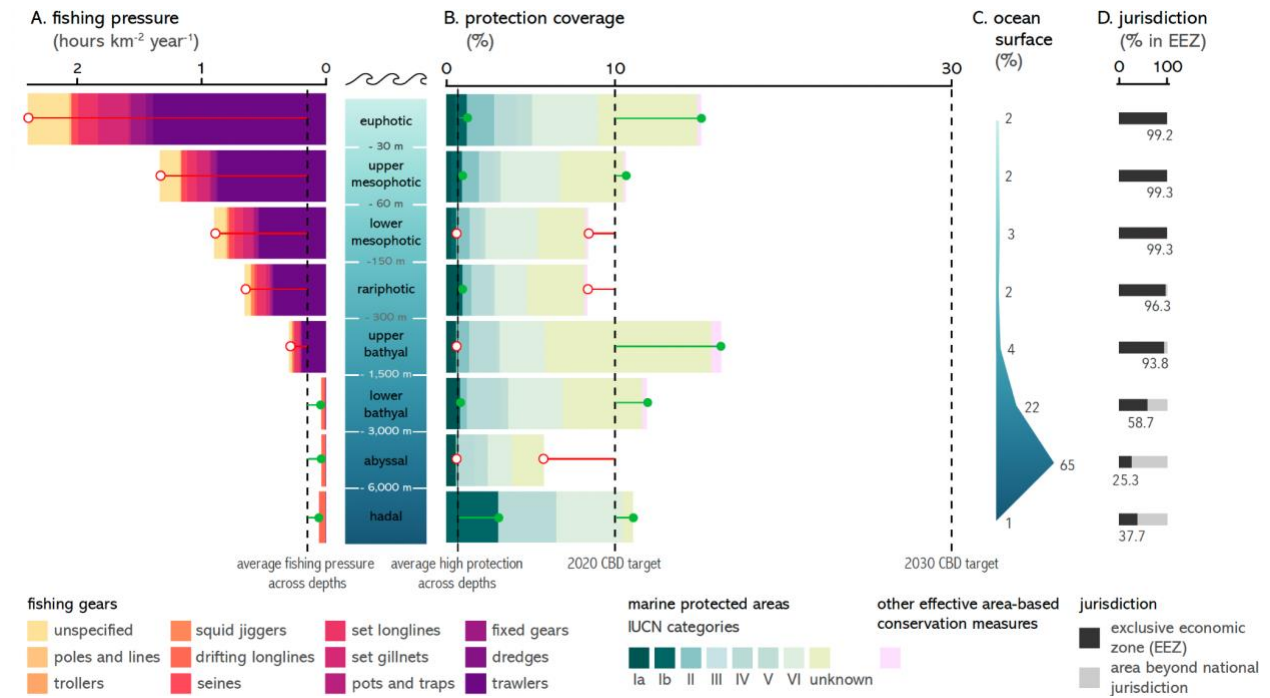 A. fishing pressure
(hours km⁻² year⁻¹)
B. protection coverage
(%)
C. ocean
surface
(%)
D. jurisdiction
(% in EEZ)
2 1 0
0 10 30
0 100
euphotic
- 30 m
upper
mesophotic
- 60 m
lower
mesophotic
-150 m
rariphotic
- 300 m
upper
bathyal
- 1,500 m
lower
bathyal
- 3,000 m
abyssal
- 6,000 m
hadal
2
2
3
2
4
22
65
1
99.2
99.3
99.3
96.3
93.8
58.7
25.3
37.7
average fishing pressure
across depths
average high protection
across depths
2020 CBD target
2030 CBD target
fishing gears
unspecified
poles and lines
trollers
squid jiggers
drifting longlines
seines
set longlines
set gillnets
pots and traps
fixed gears
dredges
trawlers
marine protected areas
IUCN categories
Ia Ib II III IV V VI unknown
other effective area-based
conservation measures
jurisdiction
exclusive economic
zone (EEZ)
area beyond national
jurisdiction